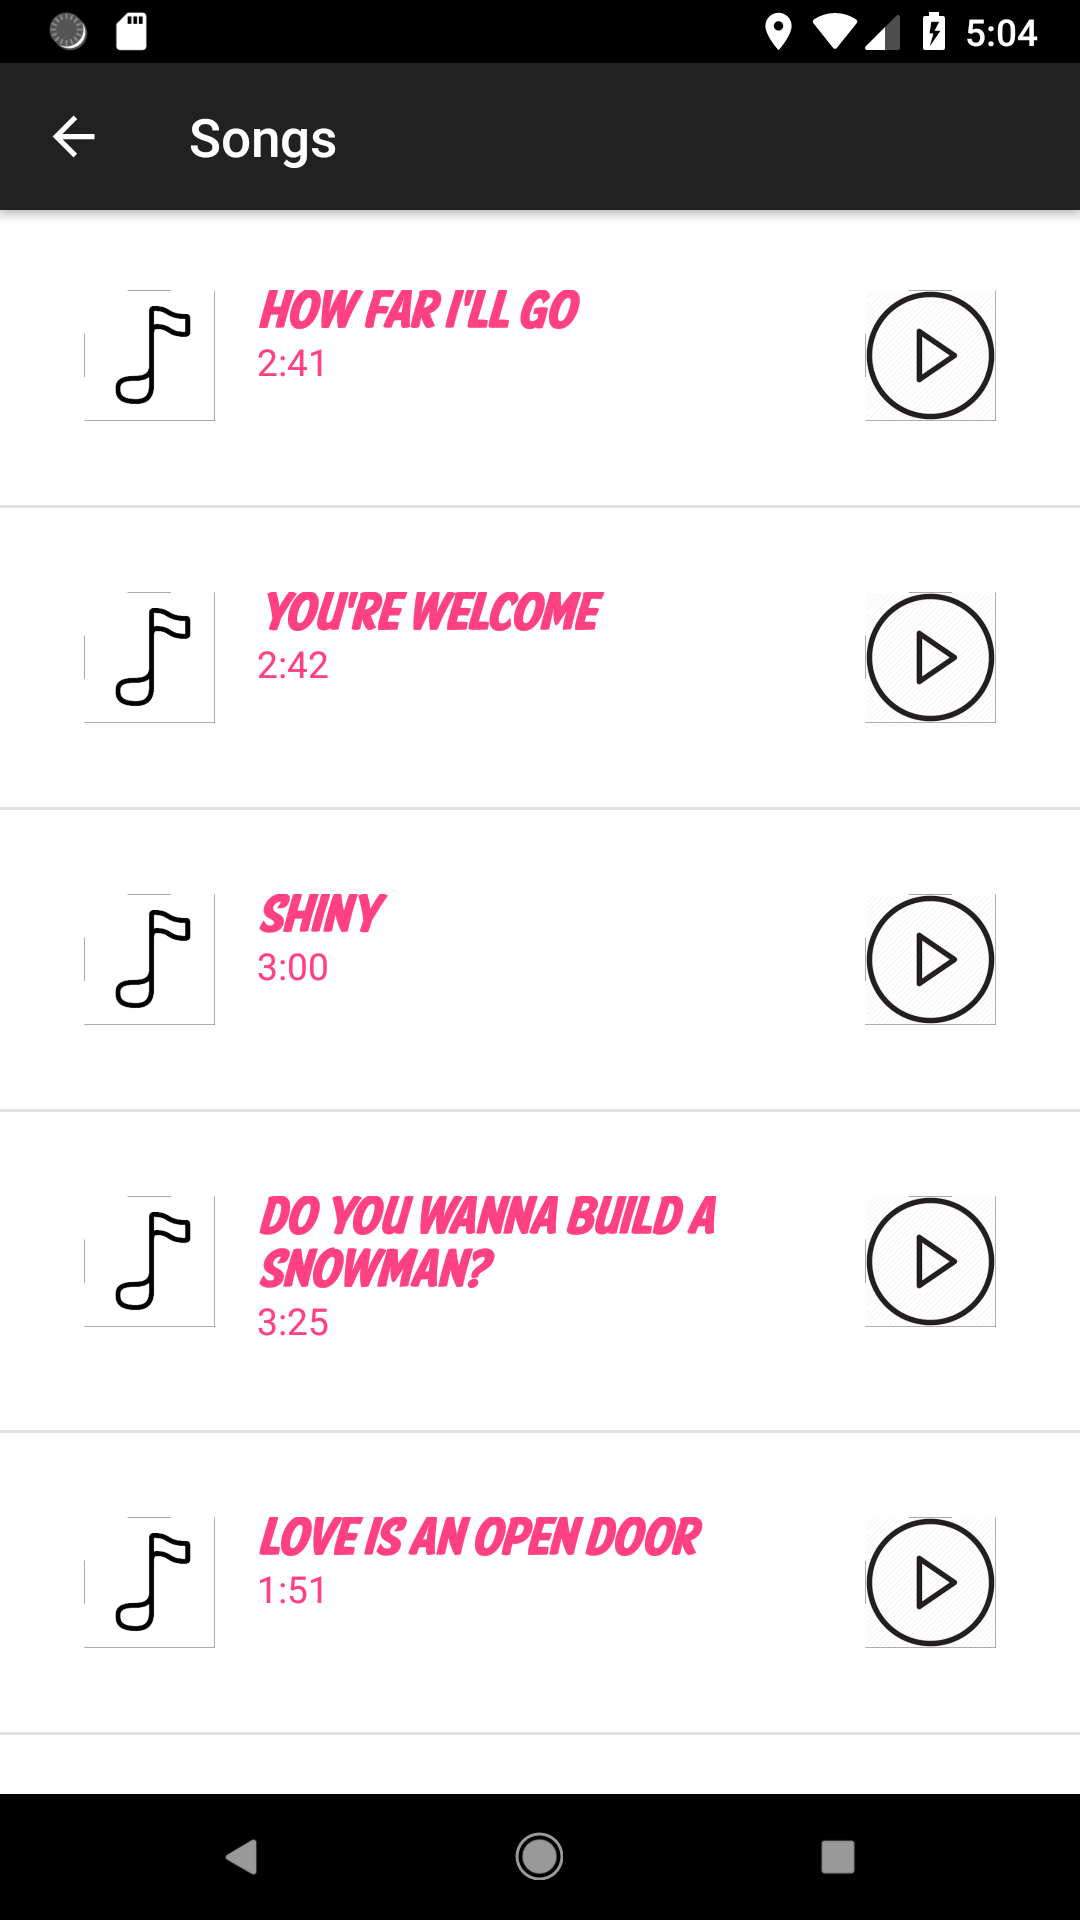 5:04
Songs
HOW FAR I'LL GO
2:41
YOU'RE WELCOME
2:42
SHINY
3:00
DO YOU WANNA BUILD A
SNOWMAN?
3:25
LOVE IS AN OPEN DOOR
1:51